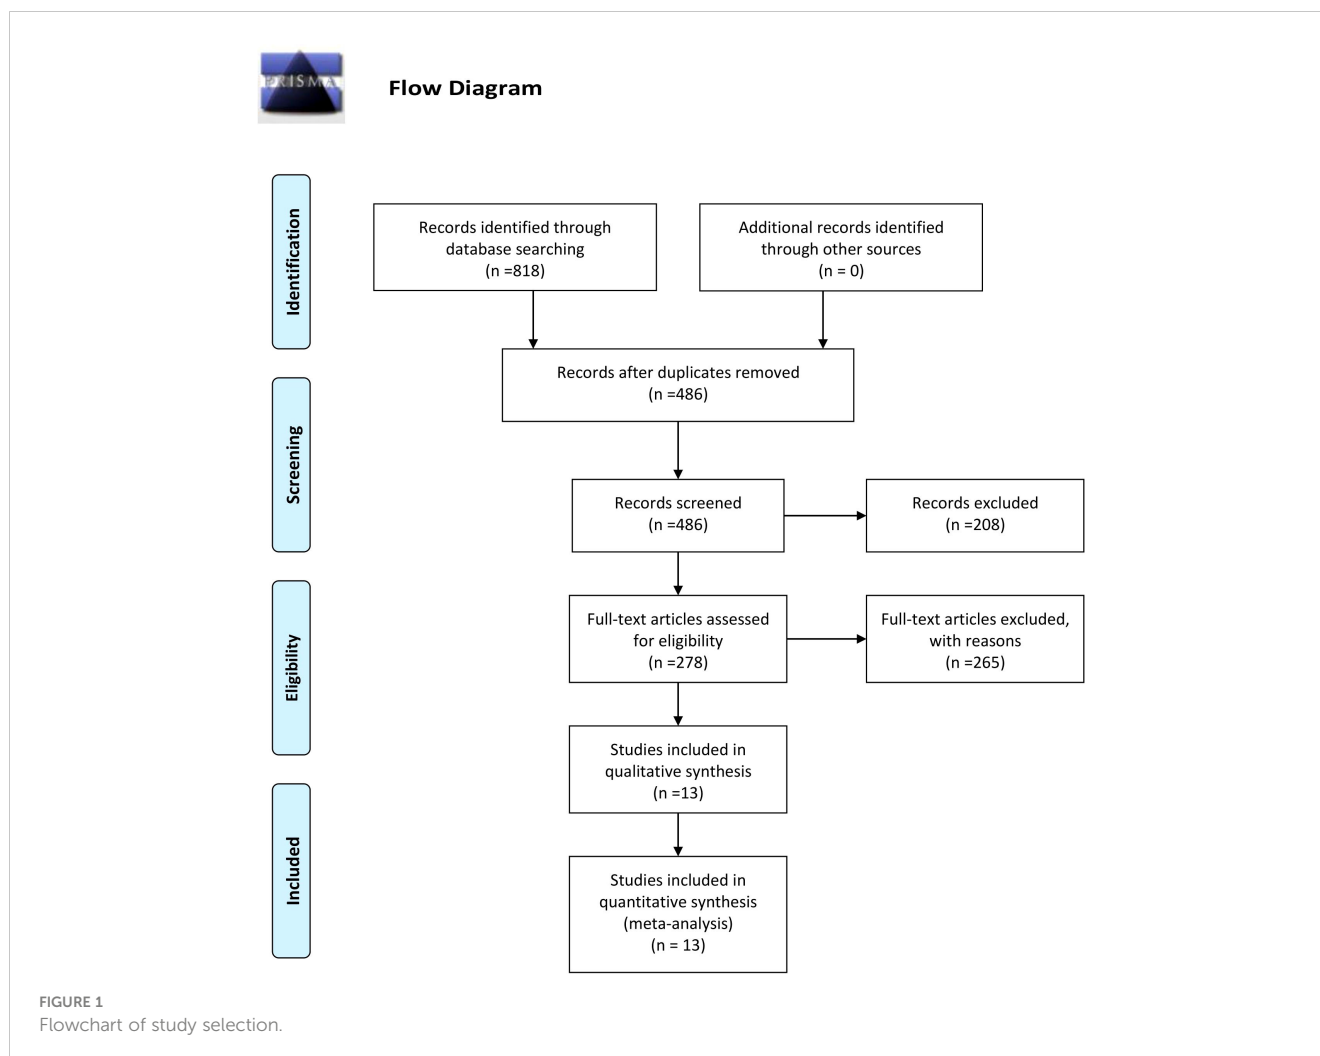 PRISMA
Flow Diagram
Identification
Records identified through
database searching
(n =818)
Additional records identified
through other sources
(n = 0)
Records after duplicates removed
(n =486)
Screening
Records screened
(n =486)
Records excluded
(n =208)
Eligibility
Full-text articles assessed
for eligibility
(n =278)
Full-text articles excluded,
with reasons
(n =265)
Studies included in
qualitative synthesis
(n =13)
Included
Studies included in
quantitative synthesis
(meta-analysis)
(n = 13)
FIGURE 1
Flowchart of study selection.